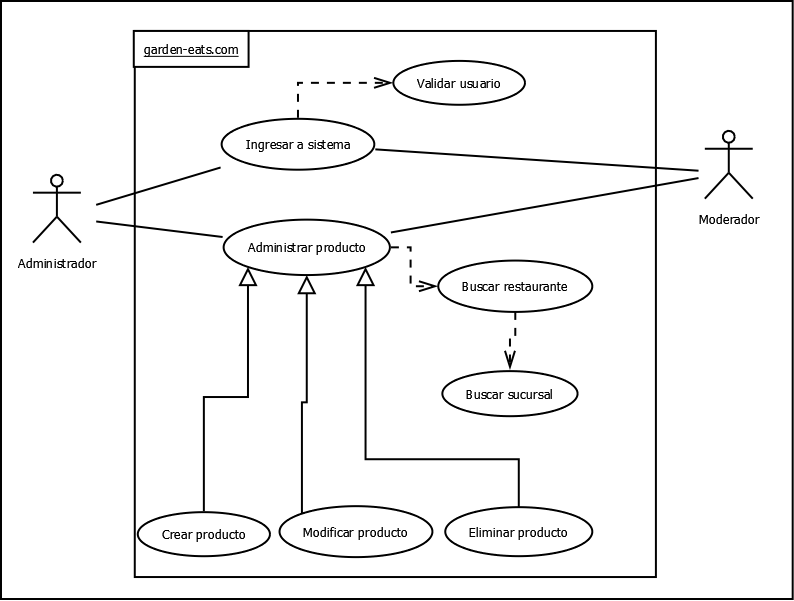 garden-eats.com
Validar usuario
Ingresar a sistema
Moderador
Administrador
Administrar producto
Buscar restaurante
Buscar sucursal
Crear producto
Modificar producto
Eliminar producto